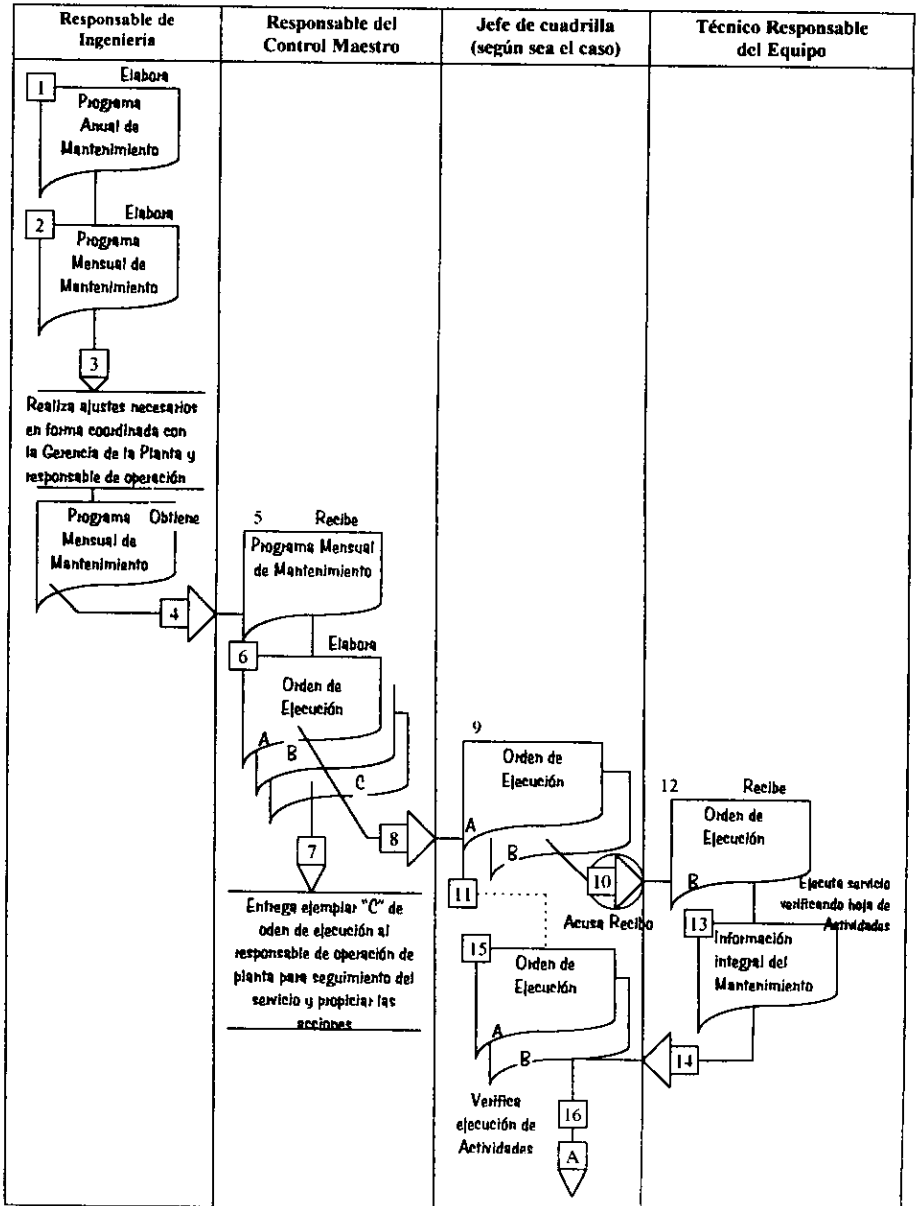 Responsable de
Ingeniería
Responsable del
Control Maestro
Jefe de cuadrilla
(según sea el caso)
Técnico Responsable
del Equipo
1
Elabora
Programa
Anual de
Mantenimiento
2
Elabora
Programa
Mensual de
Mantenimiento
3
Realiza ajustes necesarios
en forma coordinada con
la Gerencia de la Planta y
responsable de operación
Programa Obtiene
Mensual de
Mantenimiento
4
5 Recibe
Programa Mensual
de Mantenimiento
6
Elabora
Orden de
Ejecución
A
B
C
7
8
Entrega ejemplar "C" de
oden de ejecución al
responsable de operación de
planta para seguimiento del
servicio y propiciar las
acciones
9
Orden de
Ejecución
A
B
10
Acusa Recibo
11
12 Recibe
Orden de
Ejecución
B
Ejecuta servicio
verificando hoja de
Actividades
13
Información
integral del
Mantenimiento
14
15
Orden de
Ejecución
A
B
Verifica
ejecución de
Actividades
16
A